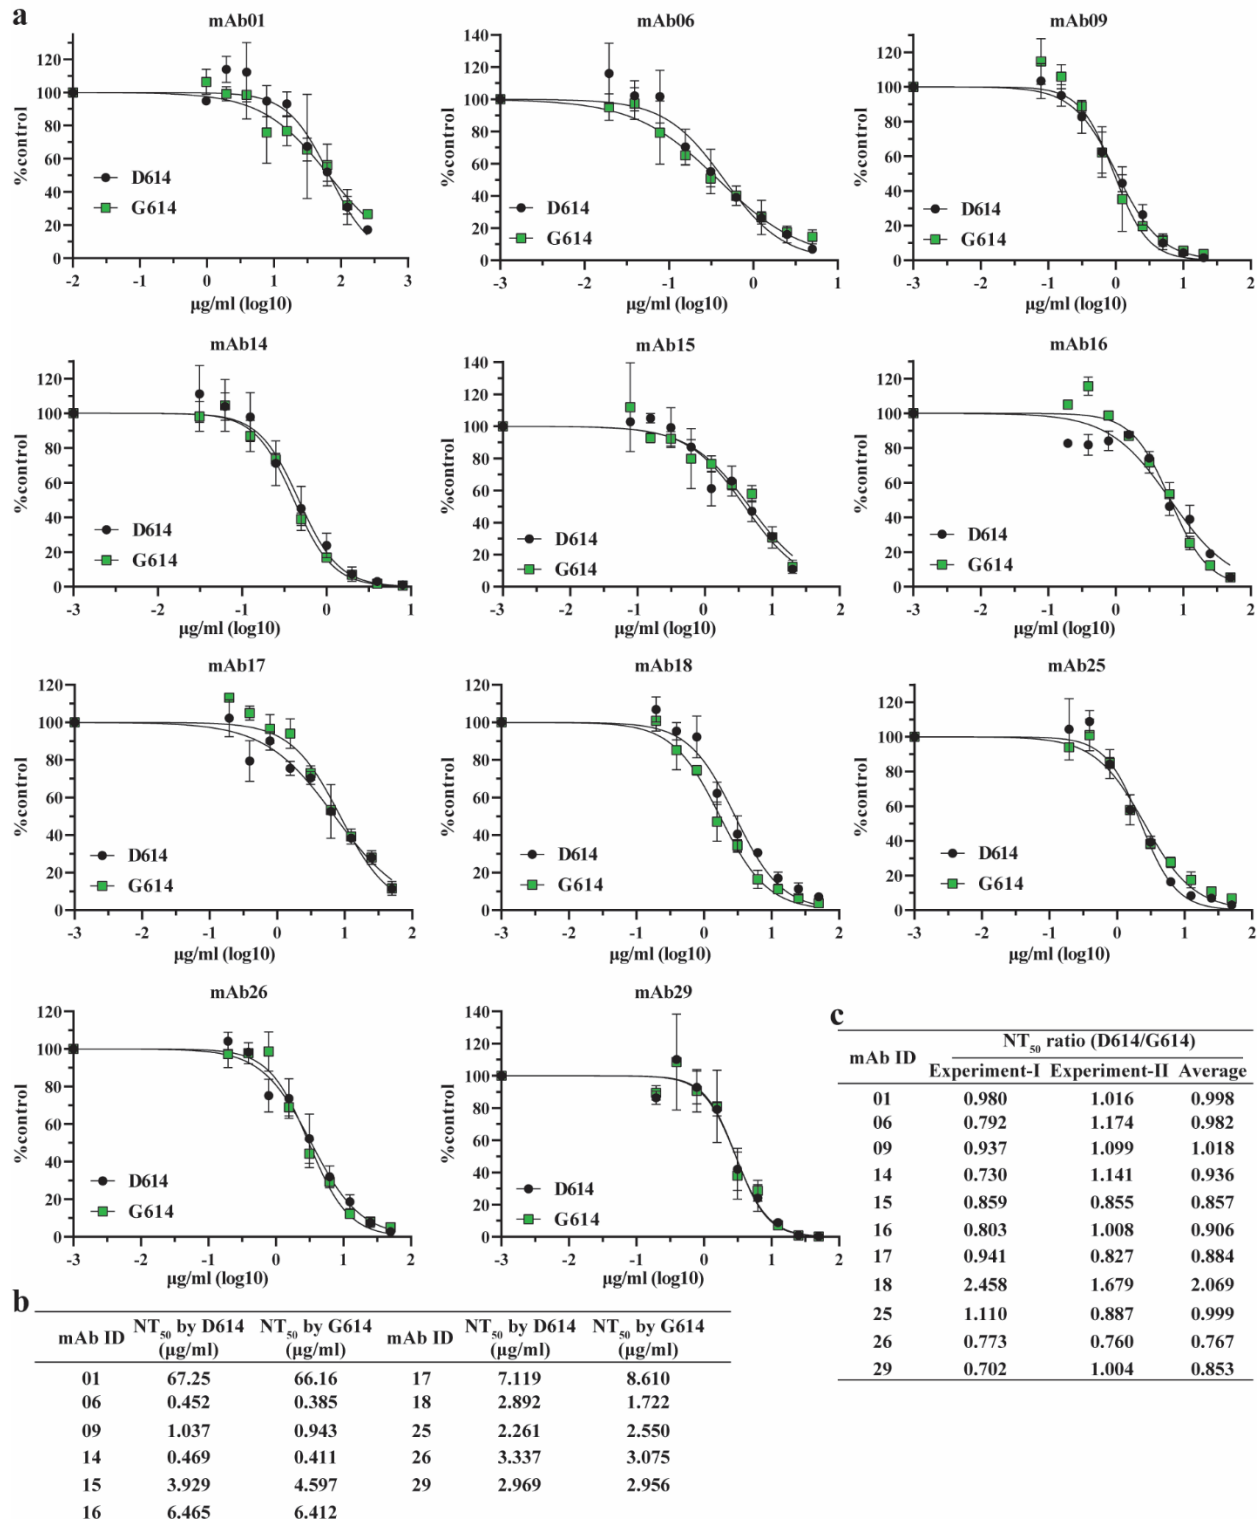 a
mAb01
%control
120
100
80
60
40
20
0
D614
G614
-2 -1 0 1 2 3
µg/ml (log10)
mAb06
%control
140
120
100
80
60
40
20
0
D614
G614
-3 -2 -1 0 1
µg/ml (log10)
mAb09
%control
120
100
80
60
40
20
0
D614
G614
-3 -2 -1 0 1 2
µg/ml (log10)
mAb14
%control
120
100
80
60
40
20
0
D614
G614
-3 -2 -1 0 1
µg/ml (log10)
mAb15
%control
140
120
100
80
60
40
20
0
D614
G614
-3 -2 -1 0 1 2
µg/ml (log10)
mAb16
%control
120
100
80
60
40
20
0
D614
G614
-3 -2 -1 0 1 2
µg/ml (log10)
mAb17
%control
120
100
80
60
40
20
0
D614
G614
-3 -2 -1 0 1 2
µg/ml (log10)
mAb18
%control
120
100
80
60
40
20
0
D614
G614
-3 -2 -1 0 1 2
µg/ml (log10)
mAb25
%control
120
100
80
60
40
20
0
D614
G614
-3 -2 -1 0 1 2
µg/ml (log10)
mAb26
%control
120
100
80
60
40
20
0
D614
G614
-3 -2 -1 0 1 2
µg/ml (log10)
mAb29
%control
140
120
100
80
60
40
20
0
D614
G614
-3 -2 -1 0 1 2
µg/ml (log10)
b
mAb ID NT50 by D614 (µg/ml) NT50 by G614 (µg/ml) mAb ID NT50 by D614 (µg/ml) NT50 by G614 (µg/ml)
01 67.25 66.16 17 7.119 8.610
06 0.452 0.385 18 2.892 1.722
09 1.037 0.943 25 2.261 2.550
14 0.469 0.411 26 3.337 3.075
15 3.929 4.597 29 2.969 2.956
16 6.465 6.412
c
mAb ID NT50 ratio (D614/G614)
Experiment-I Experiment-II Average
01 0.980 1.016 0.998
06 0.792 1.174 0.982
09 0.937 1.099 1.018
14 0.730 1.141 0.936
15 0.859 0.855 0.857
16 0.803 1.008 0.906
17 0.941 0.827 0.884
18 2.458 1.679 2.069
25 1.110 0.887 0.999
26 0.773 0.760 0.767
29 0.702 1.004 0.853